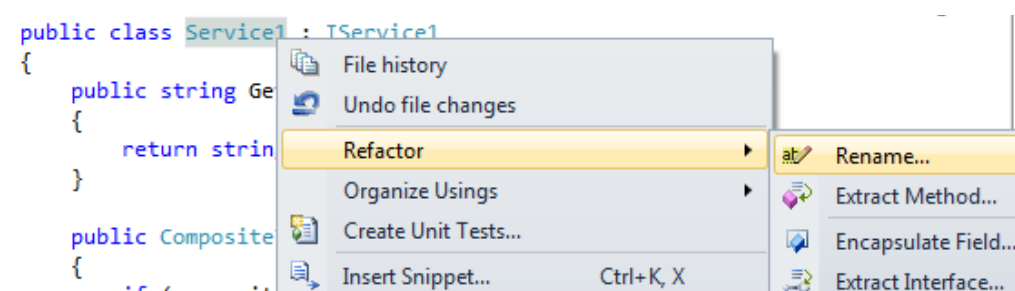 public class Service1 : IService1
{
File history
public string Ge
Undo file changes
{
return strin
Refactor
Rename...
}
Organize Usings
Extract Method...
public Composite
Create Unit Tests...
Encapsulate Field...
{
Insert Snippet... Ctrl+K, X
Extract Interface...